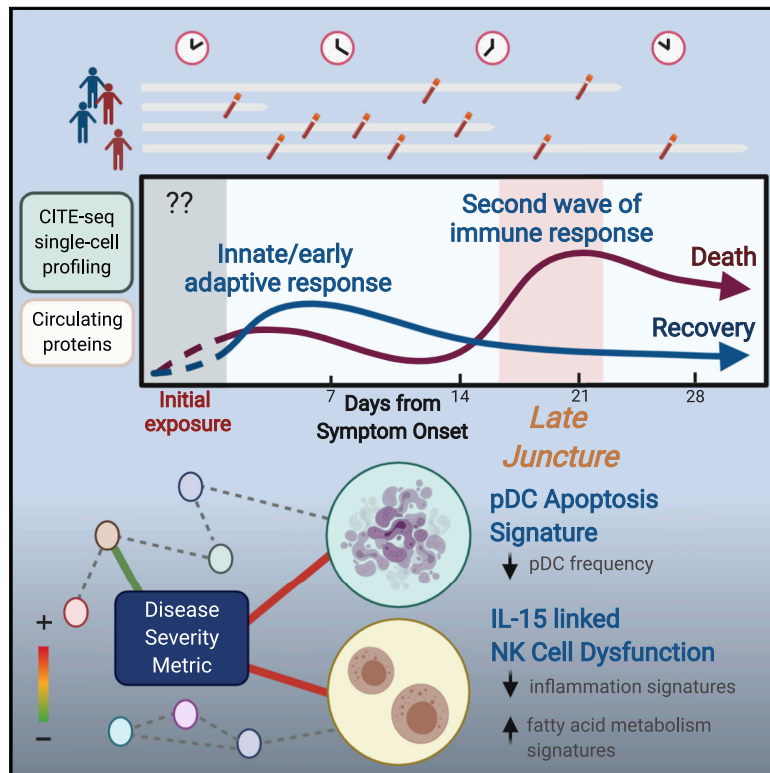 CITE-seq
single-cell
profiling
Circulating
proteins
??
Innate/early
adaptive response
Second wave of
immune response
Death
Recovery
7
14
21
28
Initial
exposure
Days from
Symptom Onset
Late
Juncture
pDC Apoptosis
Signature
pDC frequency
IL-15 linked
NK Cell Dysfunction
inflammation signatures
fatty acid metabolism
signatures
Disease
Severity
Metric
+
–